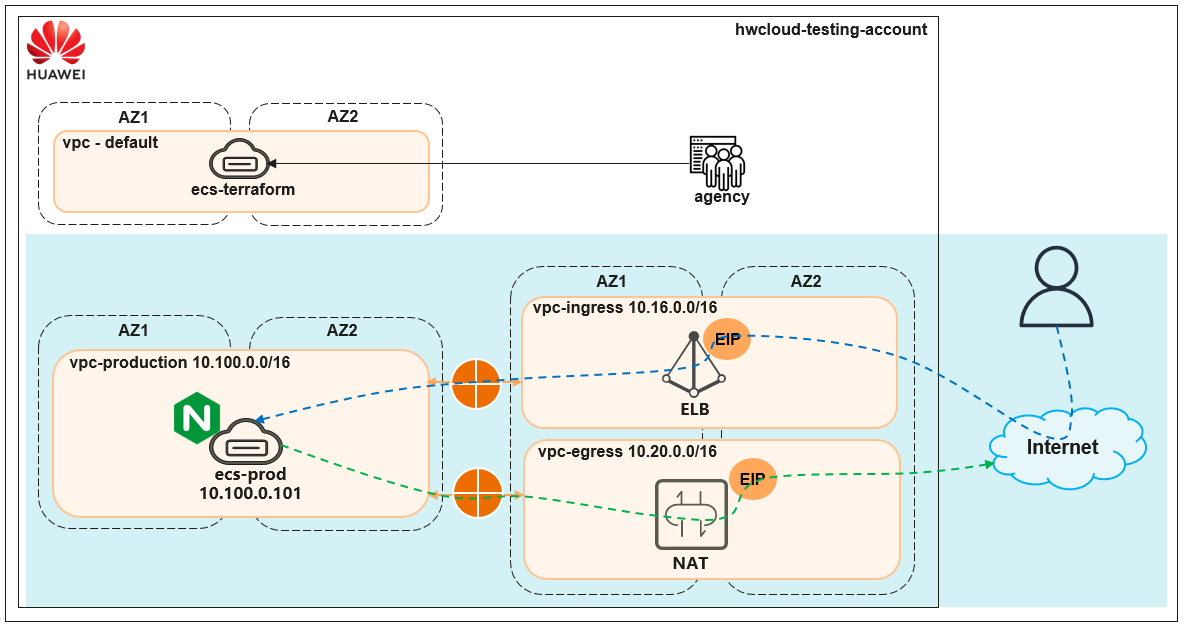 hwcloud-testing-account
HUAWEI
AZ1
AZ2
vpc - default
ecs-terraform
agency
AZ1
AZ2
vpc-ingress 10.16.0.0/16
EIP
ELB
AZ1
AZ2
vpc-production 10.100.0.0/16
N
ecs-prod
10.100.0.101
vpc-egress 10.20.0.0/16
EIP
NAT
Internet